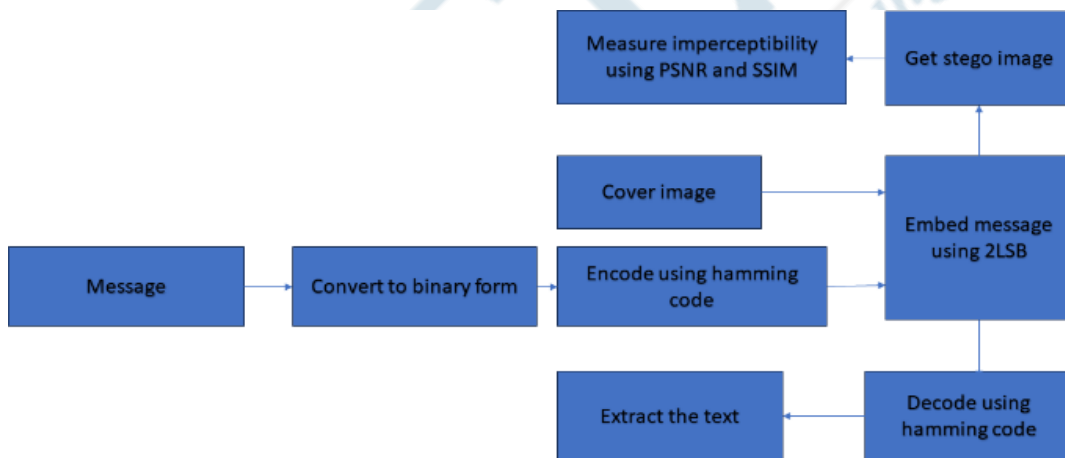 Measure imperceptibility
using PSNR and SSIM
Get stego image
Cover image
Embed message
using 2LSB
Message
Convert to binary form
Encode using hamming
code
Extract the text
Decode using
hamming code